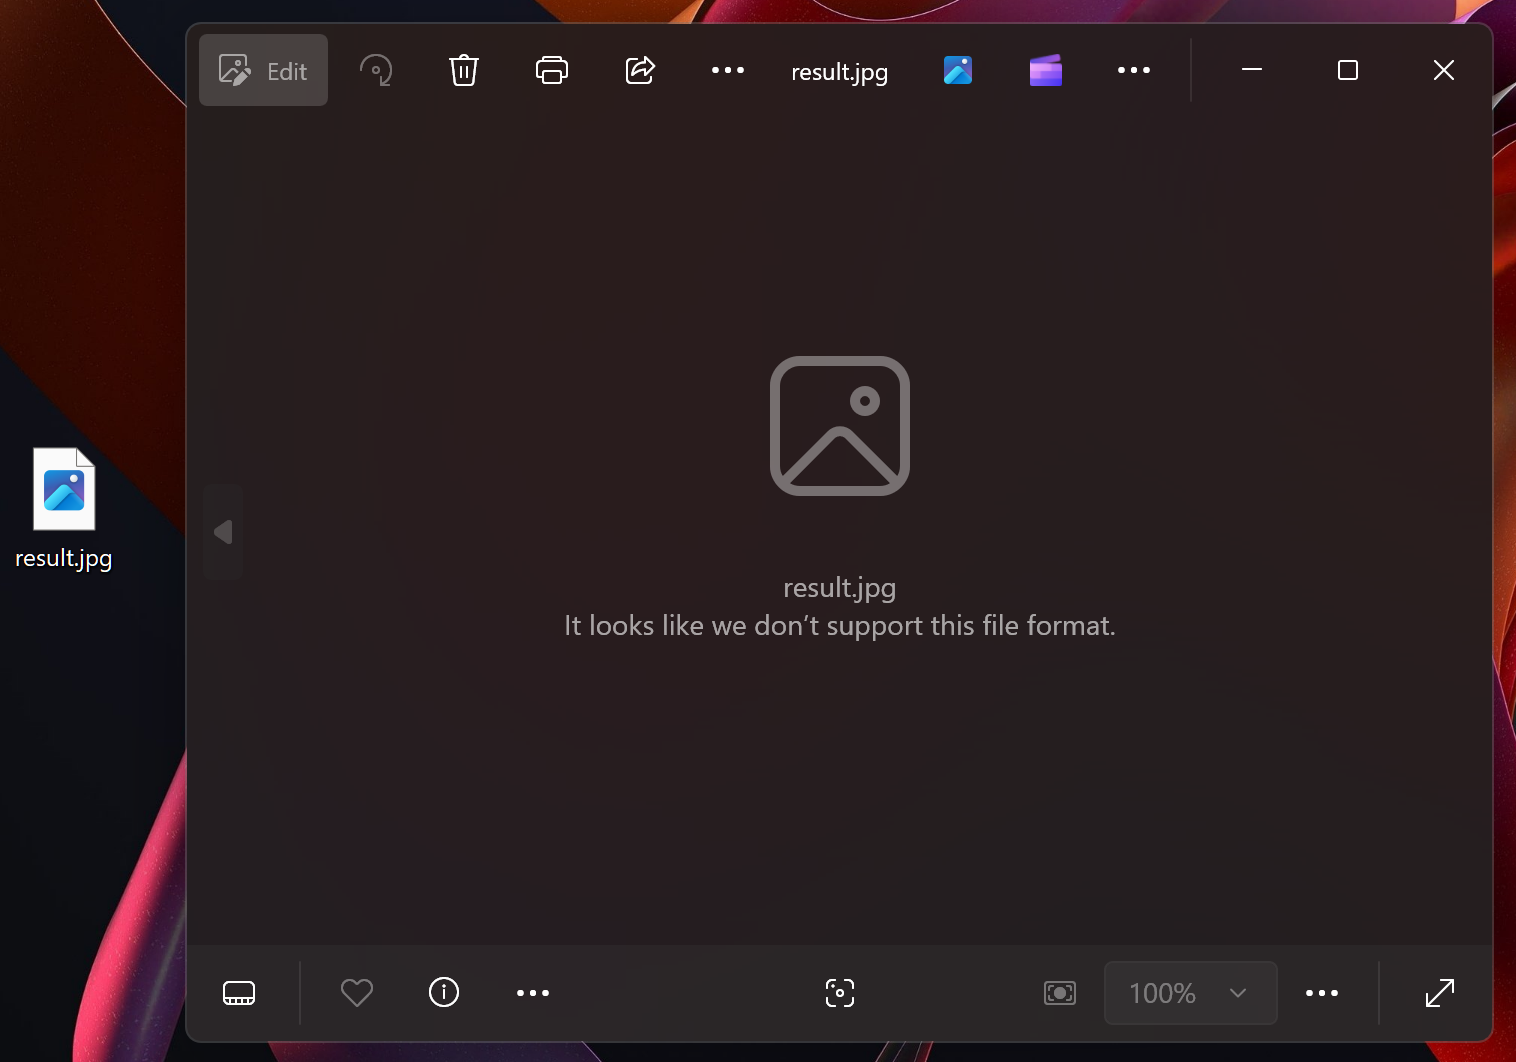 Edit
result.jpg
result.jpg
result.jpg
It looks like we don’t support this file format.
100%